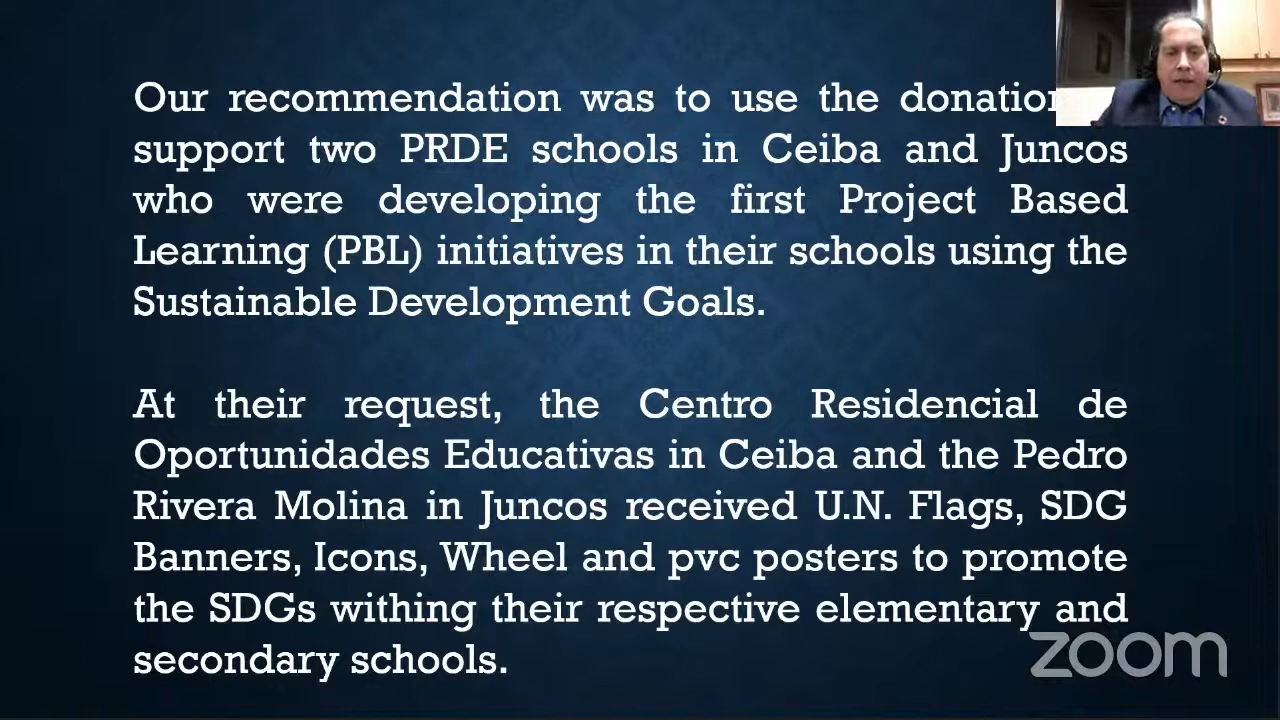 Our recommendation was to use the donation
support two PRDE schools in Ceiba and Juncos
who were developing the first Project Based
Learning (PBL) initiatives in their schools using the
Sustainable Development Goals.
At their request, the Centro Residencial de
Oportunidades Educativas in Ceiba and the Pedro
Rivera Molina in Juncos received U.N. Flags, SDG
Banners, Icons, Wheel and pvc posters to promote
the SDGs withing their respective elementary and
secondary schools.
zoom